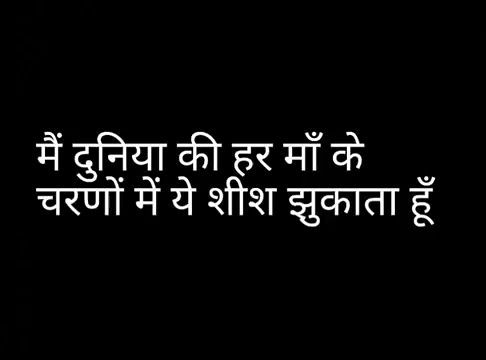 मैं दुनिया की हर माँ के
चरणों में ये शीश झुकाता हूँ